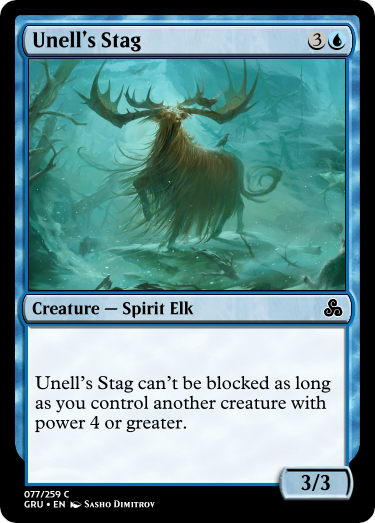 Unell's Stag 3
Creature — Spirit Elk
Unell's Stag can't be blocked as long
as you control another creature with
power 4 or greater.
3/3
077/259 C
GRU • EN Sasho Dimitrov